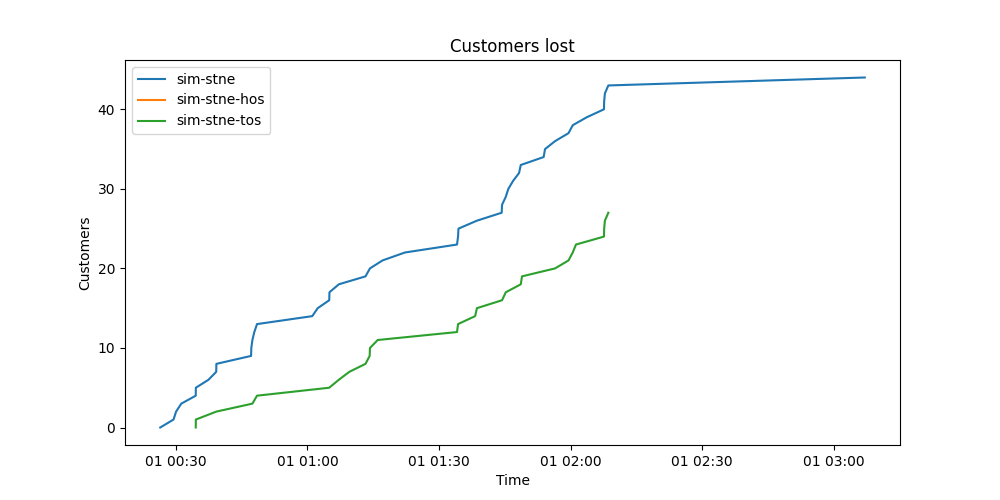 Customers lost
sim-stne
sim-stne-hos
sim-stne-tos
Customers
40
30
20
10
0
01 00:30
01 01:00
01 01:30
01 02:00
01 02:30
01 03:00
Time